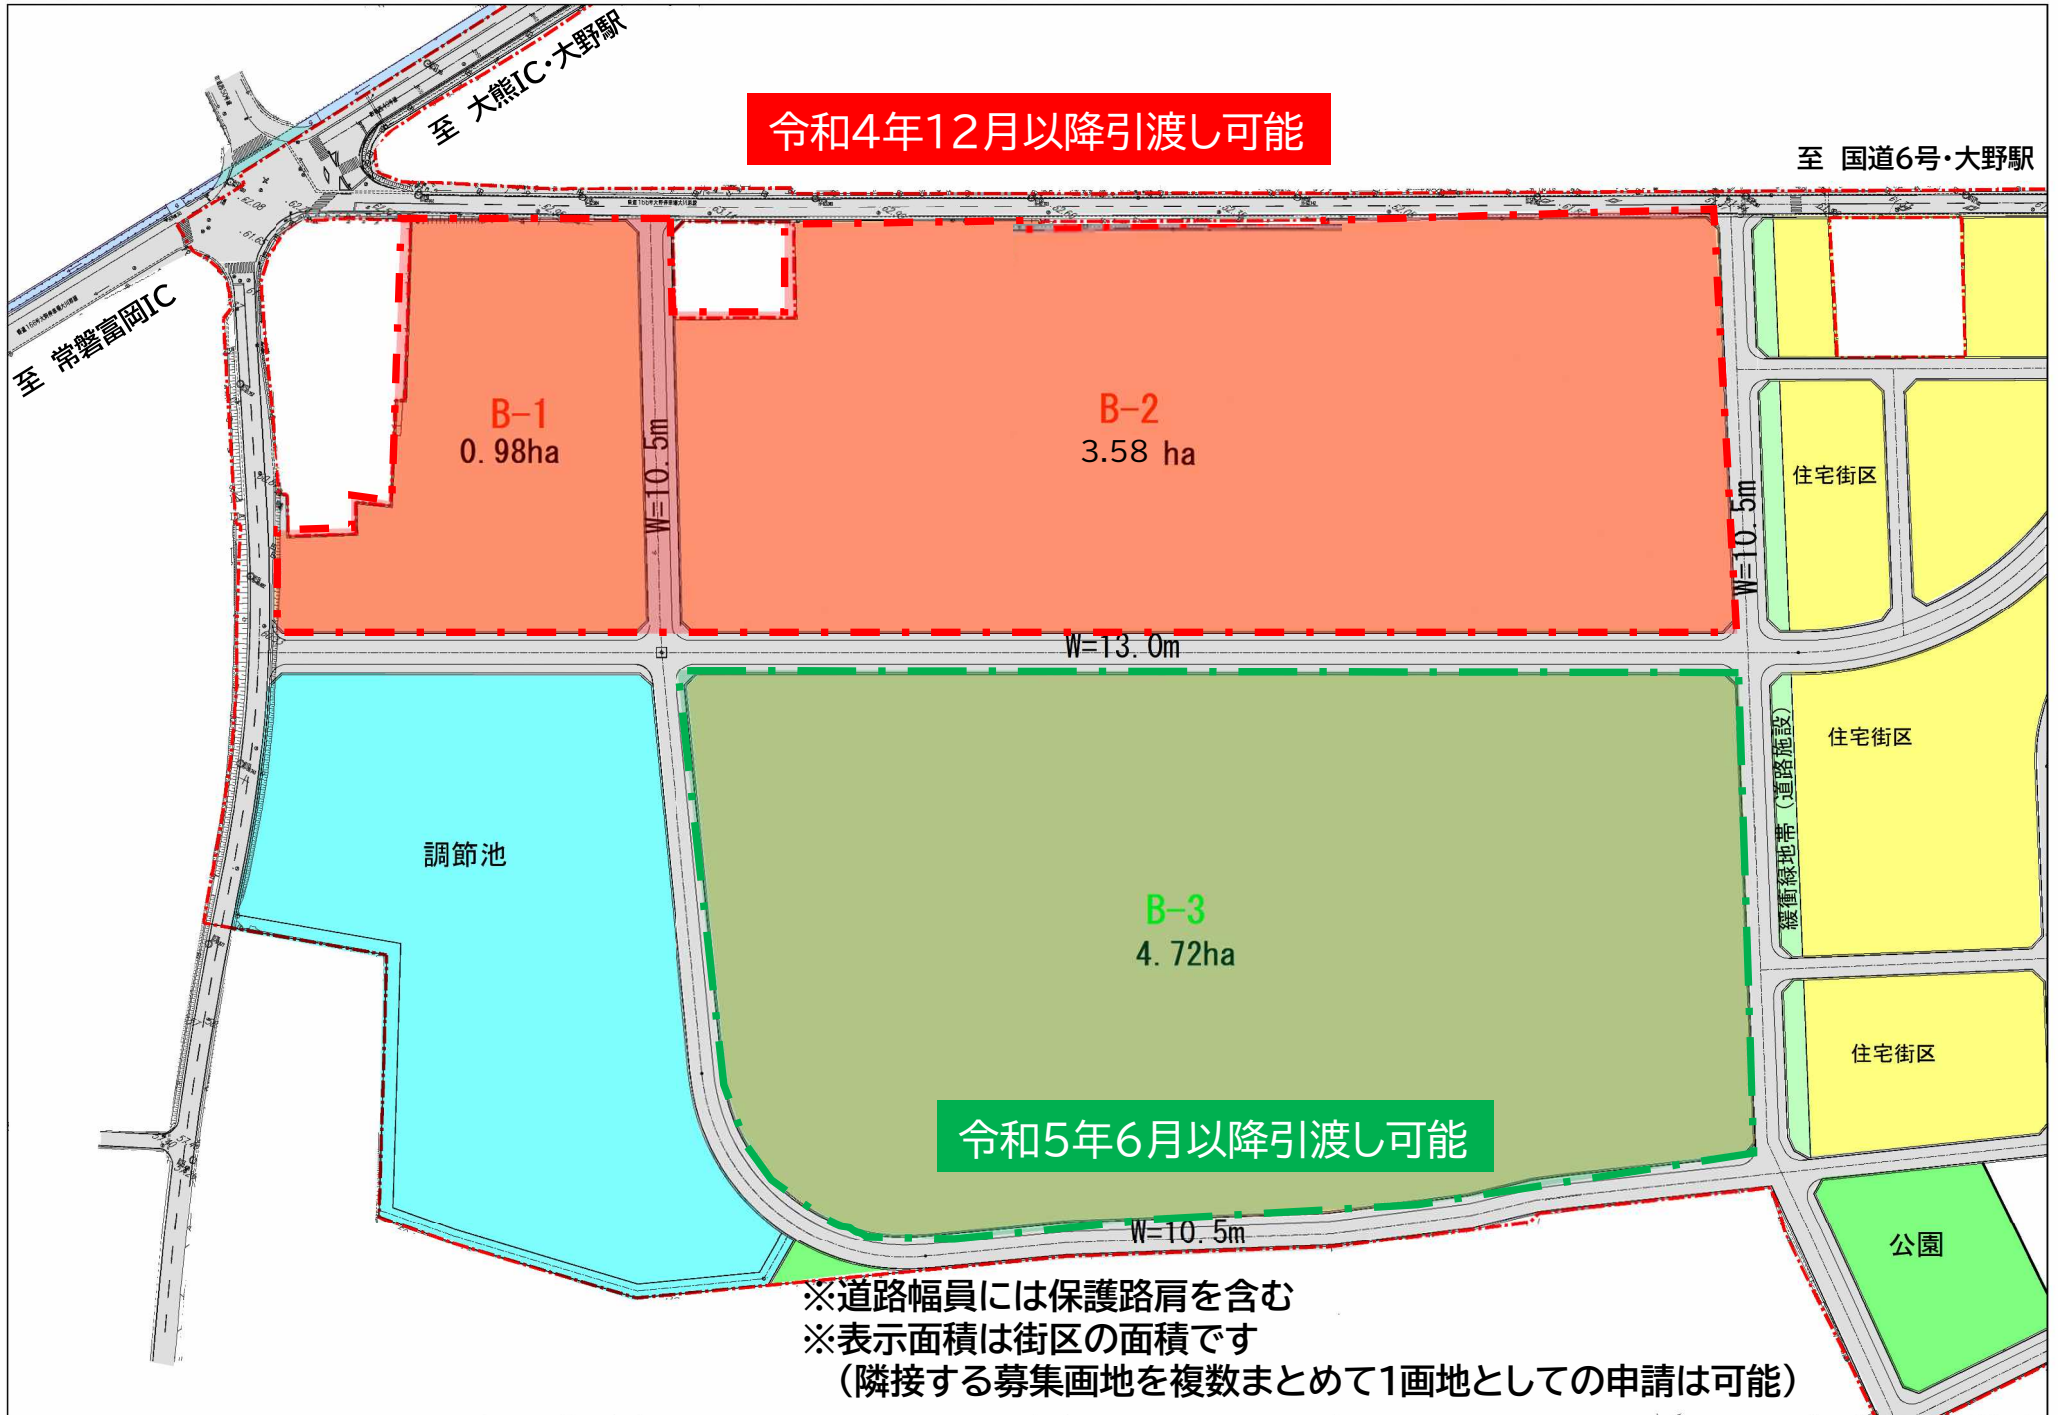 至 大熊IC・大野駅
令和4年12月以降引渡し可能
至 国道6号・大野駅
至 常磐富岡IC
B-1
0.98ha
W=10.5m
B-2
3.58 ha
W=10.5m
住宅街区
W=13.0m
住宅街区
緩衝緑地帯（道路施設）
調節池
B-3
4.72ha
住宅街区
令和5年6月以降引渡し可能
W=10.5m
公園
※道路幅員には保護路肩を含む
※表示面積は街区の面積です
（隣接する募集画地を複数まとめて1画地としての申請は可能）